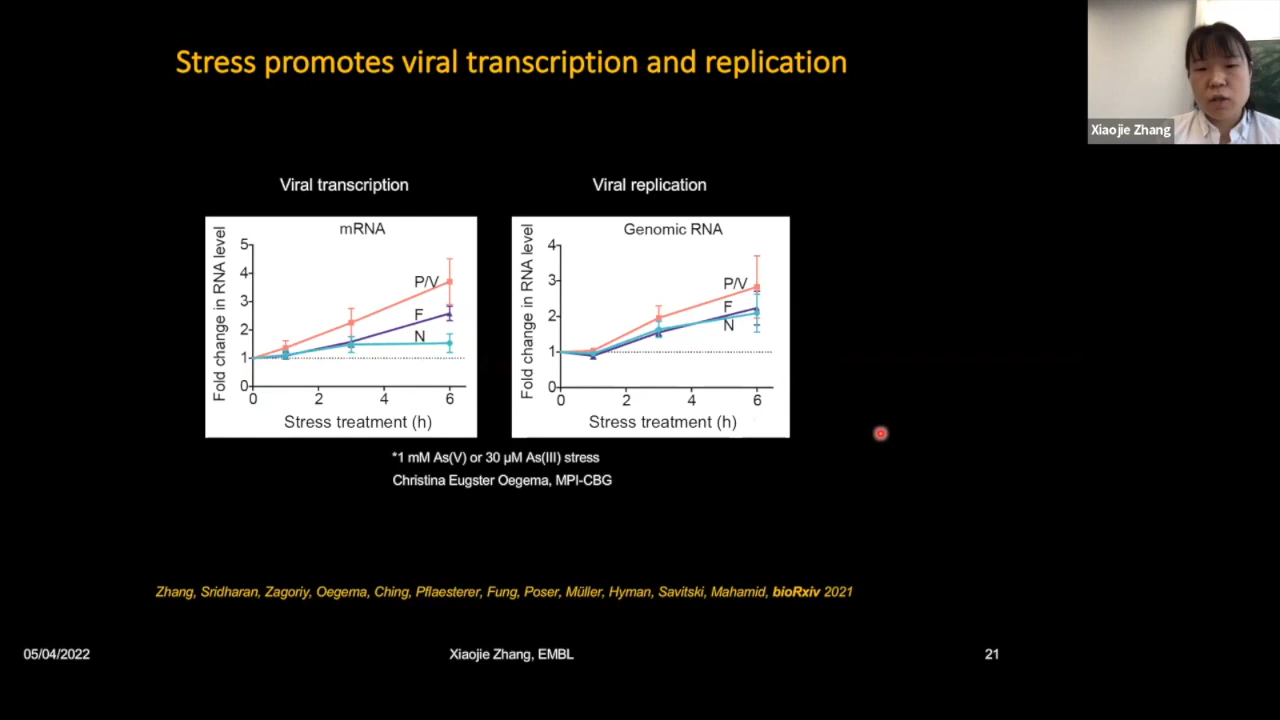 Stress promotes viral transcription and replication
Xiaojie Zhang
Viral transcription
Viral replication
mRNA
Fold change in RNA level
5
4
3
2
1
0
P/V
F
N
0 2 4 6
Stress treatment (h)
Genomic RNA
Fold change in RNA level
4
3
2
1
0
P/V
F
N
0 2 4 6
Stress treatment (h)
*1 mM As(V) or 30 µM As(III) stress
Christina Eugster Oegema, MPI-CBG
Zhang, Sridharan, Zagoriy, Oegema, Ching, Pflaesterer, Fung, Poser, Müller, Hyman, Savitski, Mahamid, bioRxiv 2021
05/04/2022
Xiaojie Zhang, EMBL
21